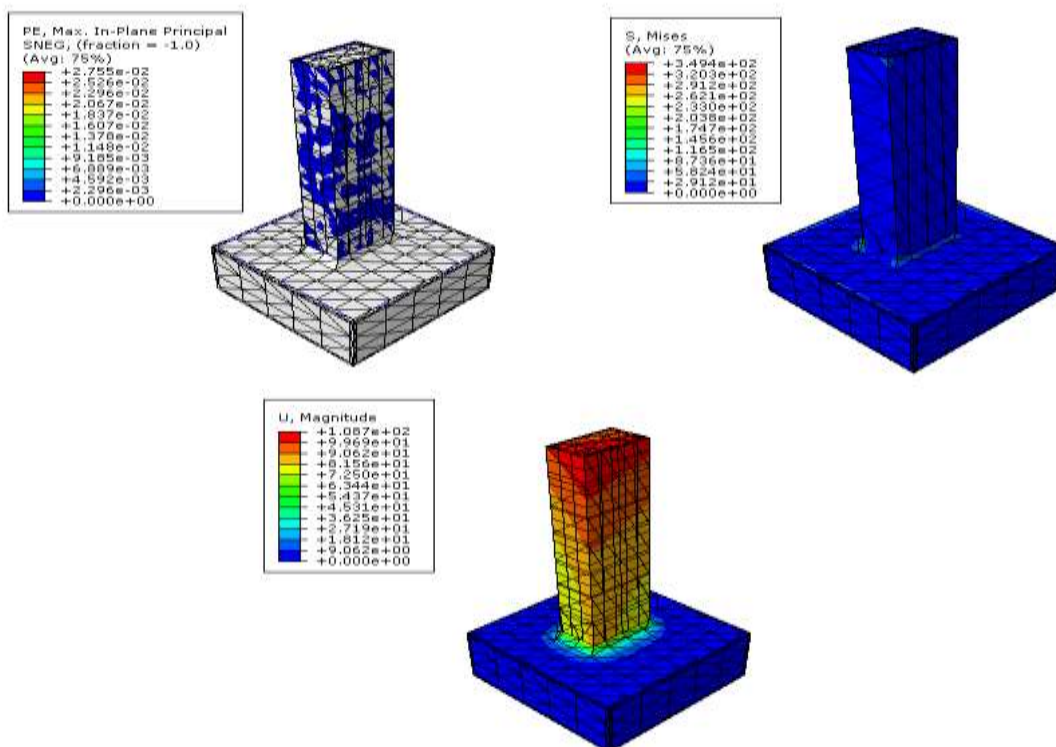 PE, Max. In-Plane Principal
SNEG, (fraction = -1.0)
(Avg: 75%)
+2.755e-02
+2.526e-02
+2.296e-02
+2.067e-02
+1.837e-02
+1.607e-02
+1.378e-02
+1.148e-02
+9.185e-03
+6.889e-03
+4.592e-03
+2.296e-03
+0.000e+00
S, Mises
(Avg: 75%)
+3.494e+02
+3.203e+02
+2.912e+02
+2.621e+02
+2.330e+02
+2.038e+02
+1.747e+02
+1.456e+02
+1.165e+02
+8.736e+01
+5.824e+01
+2.912e+01
+0.000e+00
U, Magnitude
+1.087e+02
+9.969e+01
+9.062e+01
+8.156e+01
+7.250e+01
+6.344e+01
+5.437e+01
+4.531e+01
+3.625e+01
+2.719e+01
+1.812e+01
+9.062e+00
+0.000e+00